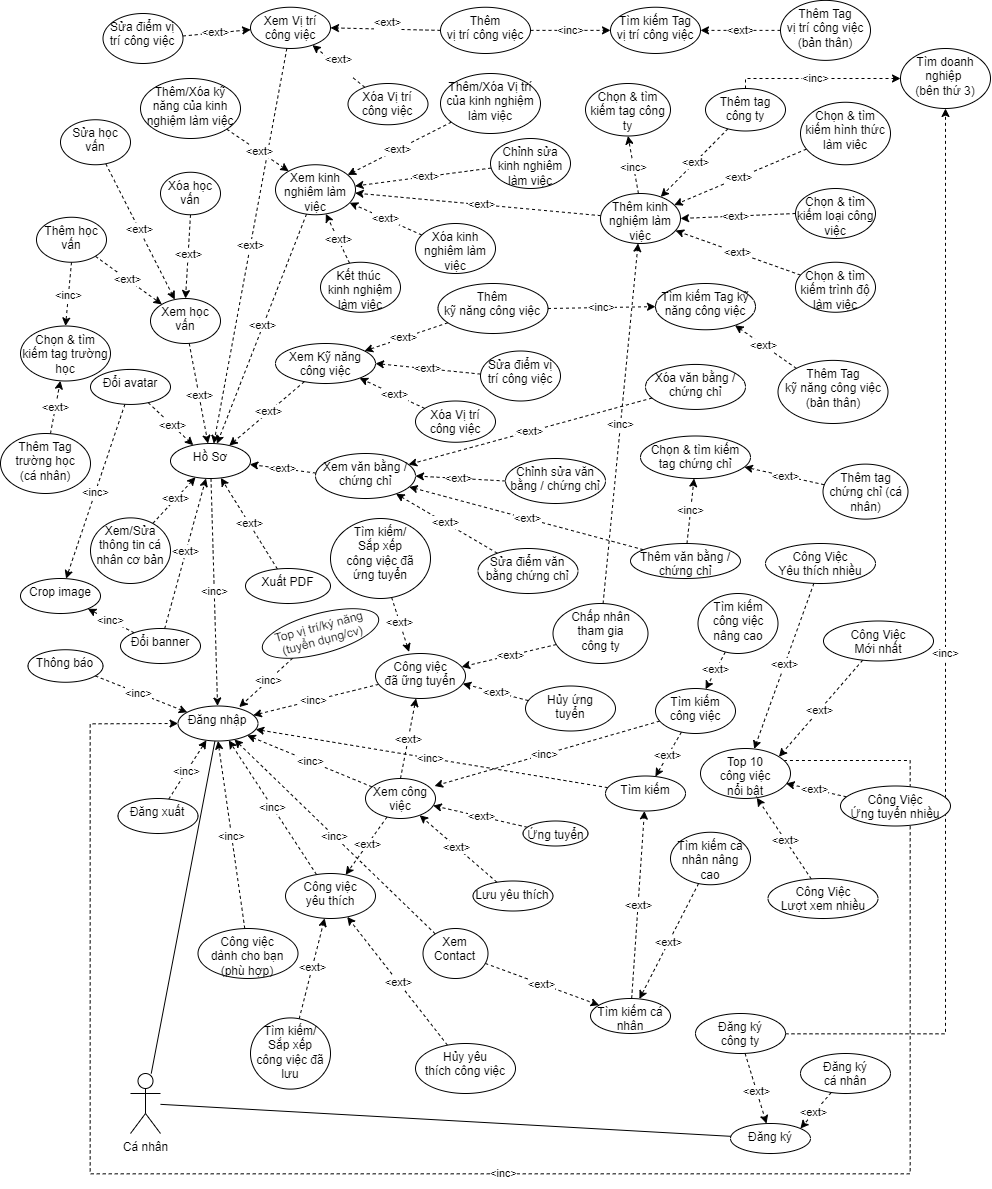 Sửa điểm vị
trí công việc
<ext>
Xem Vị trí
công việc
<ext>
Thêm
vị trí công việc
<inc>
Tìm kiếm Tag
vị trí công việc
<ext>
Thêm Tag
vị trí công việc
(bản thân)
Tìm doanh
nghiệp
(bên thứ 3)
<inc>
<ext>
Xóa Vị trí
công việc
Thêm/Xóa kỹ
năng của kinh
nghiệm làm việc
<ext>
Thêm/Xóa Vị trí
của kinh nghiệm
làm việc
<ext>
Chọn & tìm
kiếm tag công
ty
Thêm tag
công ty
Chọn & tìm
kiếm hình thức
làm viêc
Sửa học
vấn
Xóa học
vấn
<ext>
<ext>
Xem kinh
nghiệm làm
việc
Chỉnh sửa
kinh nghiệm
làm việc
<ext>
<ext>
<inc>
<ext>
<ext>
Thêm kinh
nghiệm làm
việc
Chọn & tìm
kiếm loại công
việc
<ext>
Thêm học
vấn
<ext>
<ext>
<ext>
<ext>
Xóa kinh
nghiệm làm
việc
<ext>
Kết thúc
kinh nghiệm
làm việc
Chọn & tìm
kiếm trình độ
làm việc
<inc>
Xem học
vấn
Thêm
kỹ năng công việc
<inc>
Tìm kiếm Tag kỹ
năng công việc
<ext>
<ext>
<ext>
Chọn & tìm
kiếm tag trường
học
Xem Kỹ năng
công việc
<ext>
Sửa điểm vị
trí công việc
Thêm Tag
kỹ năng công việc
(bản thân)
Đổi avatar
<ext>
<ext>
<ext>
<ext>
<ext>
Xóa Vị trí
công việc
Xóa văn bằng /
chứng chỉ
<inc>
<ext>
Thêm Tag
trường học
(cá nhân)
Hồ Sơ
<ext>
Xem văn bằng /
chứng chỉ
<ext>
Chỉnh sửa văn
bằng / chứng chỉ
Chọn & tìm kiếm
tag chứng chỉ
<ext>
Thêm tag
chứng chỉ (cá
nhân)
<inc>
<ext>
<inc>
<ext>
<ext>
Xem/Sửa
thông tin cá
nhân cơ bản
<ext>
<ext>
Tìm kiếm/
Sắp xếp
công việc đã
ứng tuyển
Sửa điểm văn
bằng chứng chỉ
Thêm văn bằng /
chứng chỉ
Công Việc
Yêu thích nhiều
Crop image
<inc>
Xuất PDF
<inc>
Đổi banner
Top vị trí/kỷ năng
(tuyển dụng/cv)
<ext>
Chấp nhân
tham gia
công ty
Tìm kiếm
công việc
nâng cao
Công Việc
Mới nhất
Thông báo
<inc>
<inc>
<inc>
Công việc
đã ứng tuyển
<ext>
<ext>
Hủy ứng
tuyển
<ext>
<ext>
<inc>
Tìm kiếm
công việc
<ext>
Đăng nhập
<ext>
<inc>
<inc>
<ext>
<inc>
Đăng xuất
<inc>
<inc>
<inc>
Xem công
việc
<ext>
Ứng tuyển
Tìm kiếm
Top 10
công việc
nổi bật
<ext>
Công Việc
Ứng tuyển nhiều
<ext>
<ext>
<ext>
Tìm kiếm cá
nhân nâng
cao
Công việc
yêu thích
Lưu yêu thích
Công Việc
Lượt xem nhiều
<ext>
<ext>
Công việc
dành cho bạn
(phù hợp)
<ext>
<ext>
Xem
Contact
<ext>
Tìm kiếm cá
nhân
Tìm kiếm/
Sắp xếp
công việc đã
lưu
Hủy yêu
thích công việc
Đăng ký
công ty
Đăng ký
cá nhân
<ext>
<ext>
Đăng ký
Cá nhân
<inc>